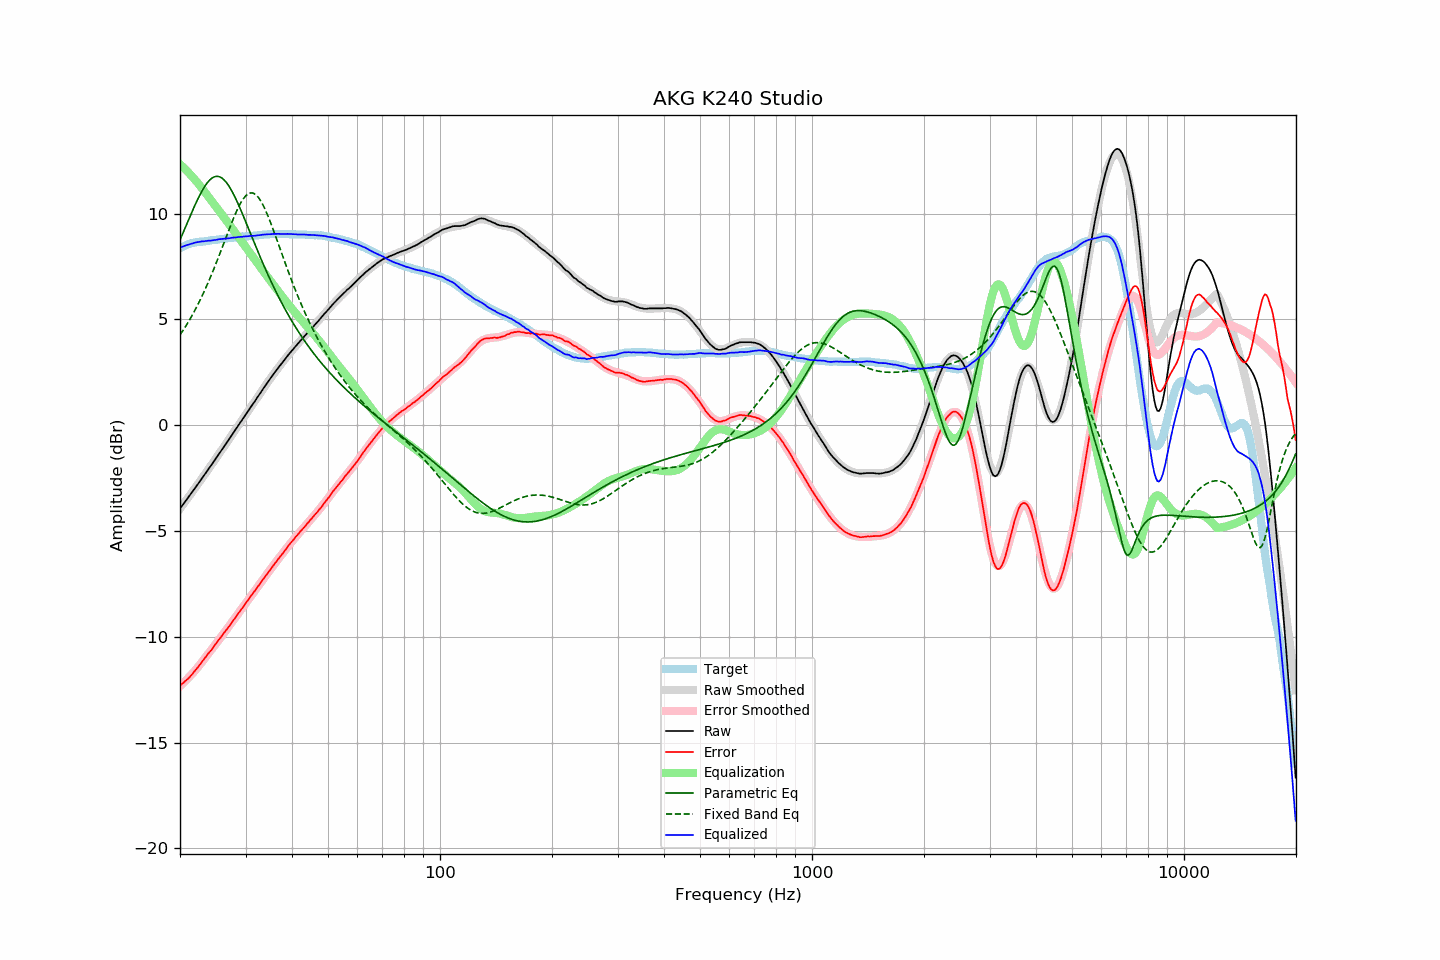 AKG K240 Studio
Amplitude (dBr)
10
5
0
−5
−10
−15
−20
Target
Raw Smoothed
Error Smoothed
Raw
Error
Equalization
Parametric Eq
Fixed Band Eq
Equalized
100
1000
10000
Frequency (Hz)